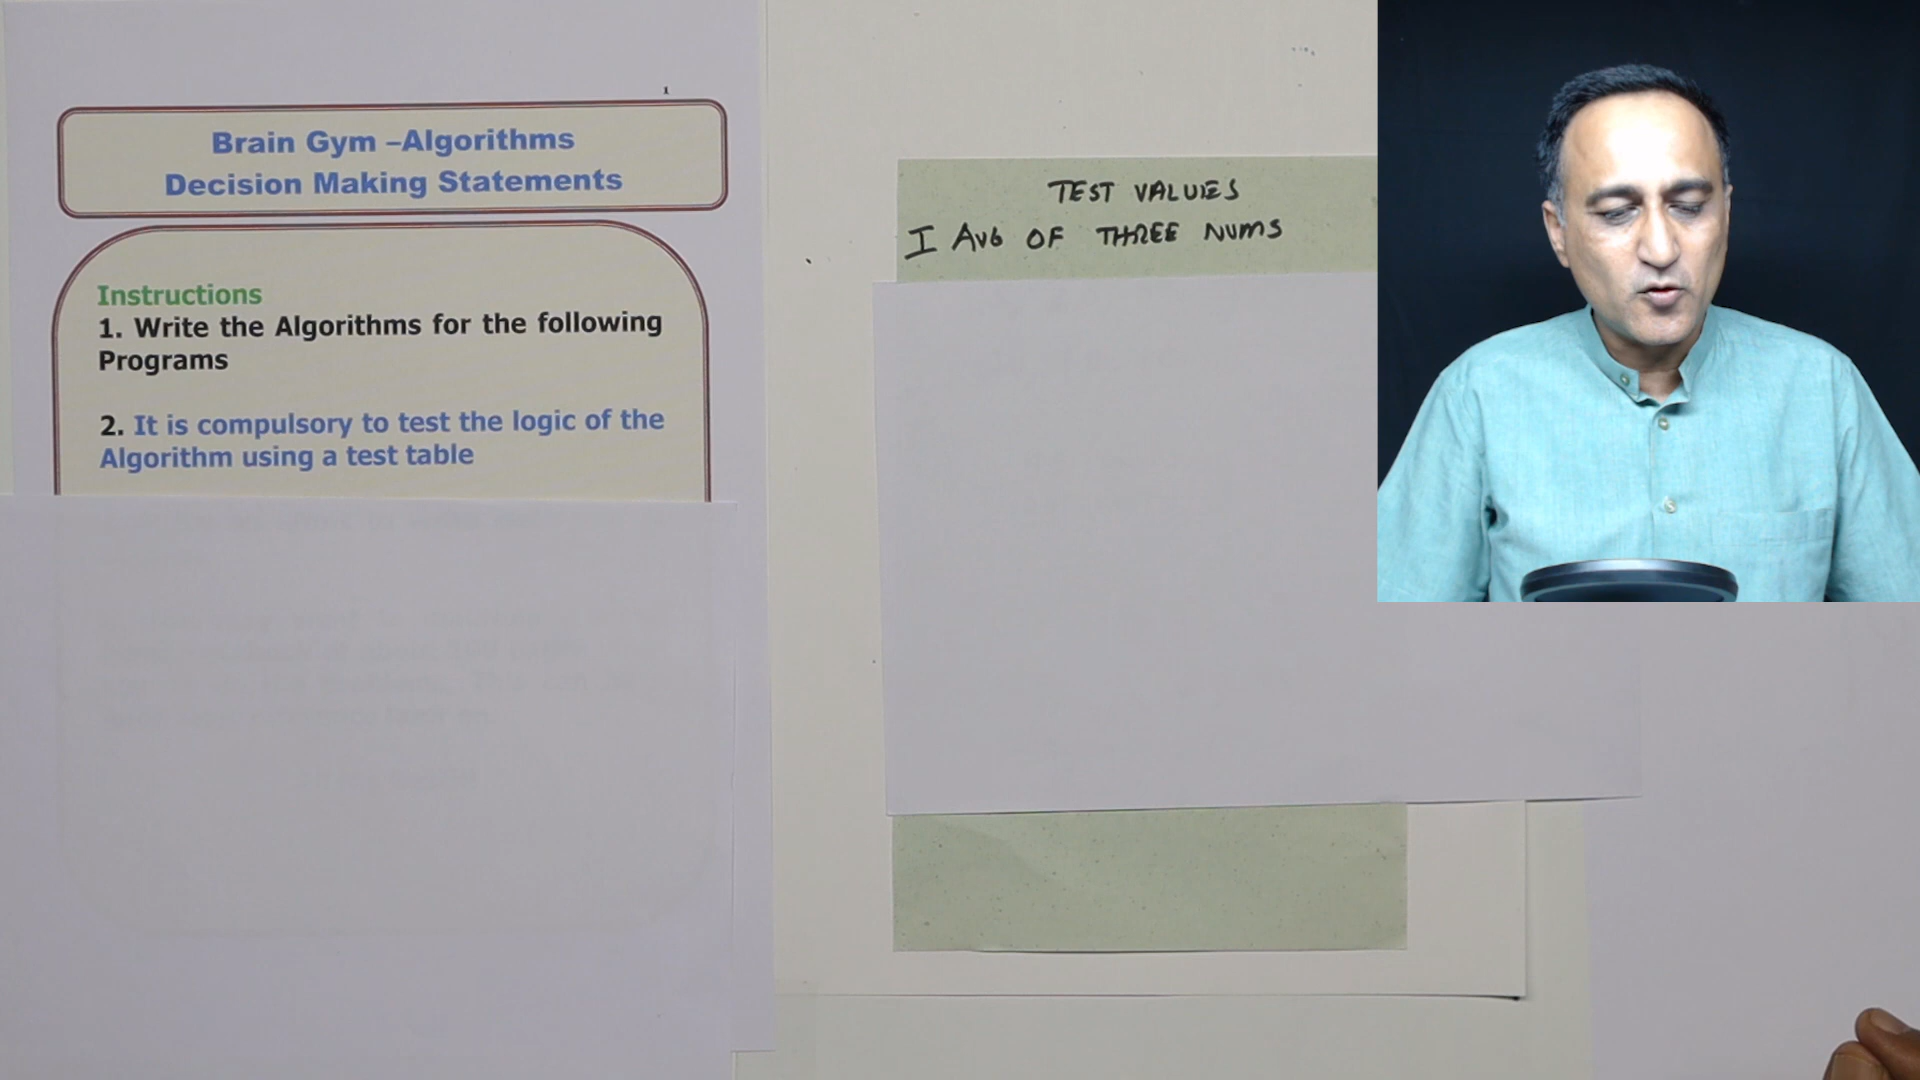 1
Brain Gym –Algorithms
Decision Making Statements
Instructions
1. Write the Algorithms for the following
Programs
2. It is compulsory to test the logic of the
Algorithm using a test table
TEST VALUES
I AVG OF THREE NUMS